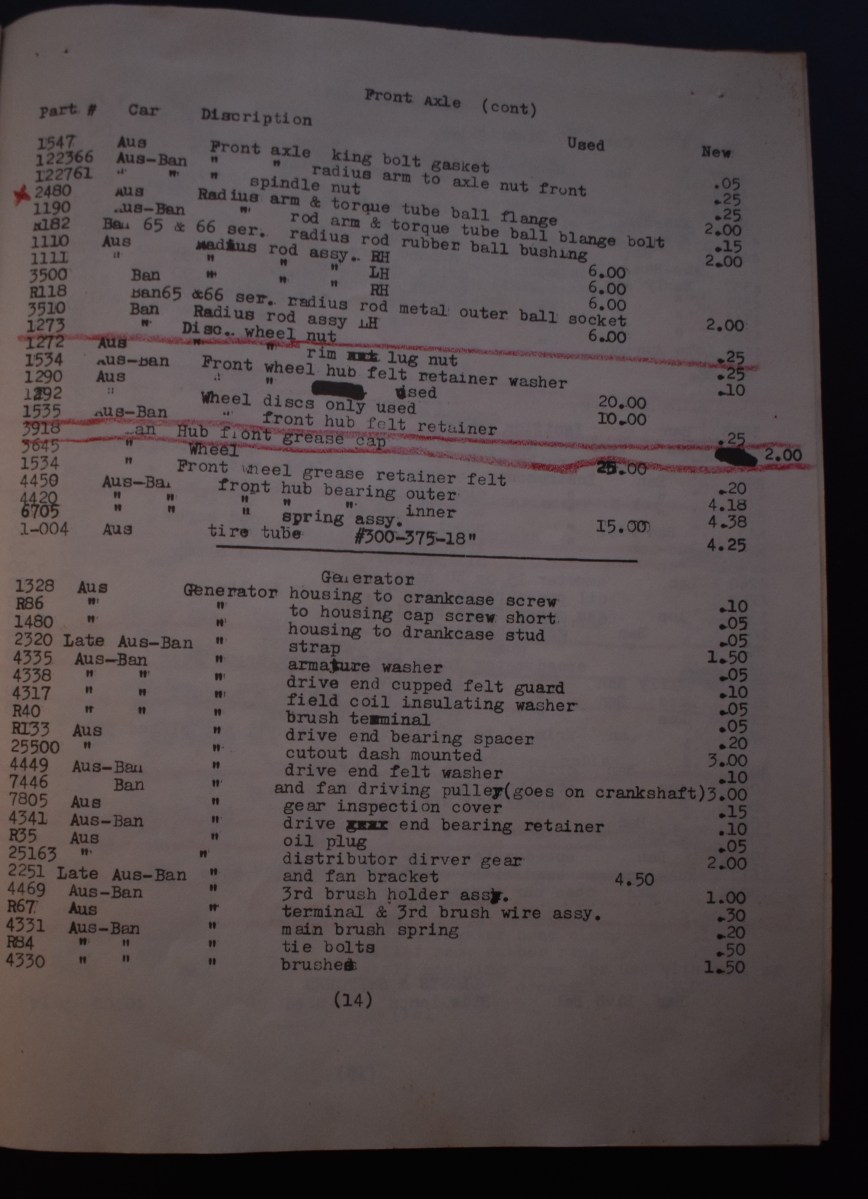 Front Axle (cont)
Part # Car Discription Used New
1547 Aus Front axle king bolt gasket .05
122366 Aus-Ban " " radius arm to axle nut front .25
122761 " " " spindle nut .25
2480 Aus Radius arm & torque tube ball flange 2.00
1190 Aus-Ban " rod arm & torque tube ball blange bolt .15
R182 Ban 65 & 66 ser. radius rod rubber ball bushing 2.00
1110 Aus Radius rod assy. RH 6.00
1111 " " " " LH 6.00
3500 Ban " " " RH 6.00
R118 Ban65 &66 ser. radius rod metal outer ball socket 2.00
3510 Ban Radius rod assy LH 6.00
1273 " Disc. wheel nut .25
1272 Aus " " rim lug nut .25
1534 Aus-Ban Front wheel hub felt retainer washer .10
1290 Aus " " used 20.00
1292 " Wheel discs only used 10.00
1535 Aus-Ban " front hub felt retainer .25
3918 Ban Hub front grease cap 2.00
3645 " Wheel 25.00
1534 " Front wheel grease retainer felt .20
4450 Aus-Ban front hub bearing outer 4.18
4420 " " " " inner 4.38
6705 " " " spring assy. 15.00
1-004 Aus tire tube #300-375-18" 4.25
Generator
1328 Aus Generator housing to crankcase screw .10
R86 " " to housing cap screw short .05
1480 " " housing to drankcase stud .05
2320 Late Aus-Ban " strap 1.50
4335 Aus-Ban " armature washer .05
4338 " " " drive end cupped felt guard .10
4317 " " " field coil insulating washer .05
R40 " " " brush terminal .05
R133 Aus " drive end bearing spacer .20
25500 " " cutout dash mounted 3.00
4449 Aus-Ban " drive end felt washer .10
7446 Ban " and fan driving pulley(goes on crankshaft)3.00
7805 Aus " gear inspection cover .15
4341 Aus-Ban " drive end bearing retainer .10
R35 Aus " oil plug .05
25163 " " distributor dirver gear 2.00
2251 Late Aus-Ban " and fan bracket 4.50
4469 Aus-Ban " 3rd brush holder assy. 1.00
R67 Aus " terminal & 3rd brush wire assy. .30
4331 Aus-Ban " main brush spring .20
R84 " " " tie bolts .50
4330 " " " brushes 1.50
(14)